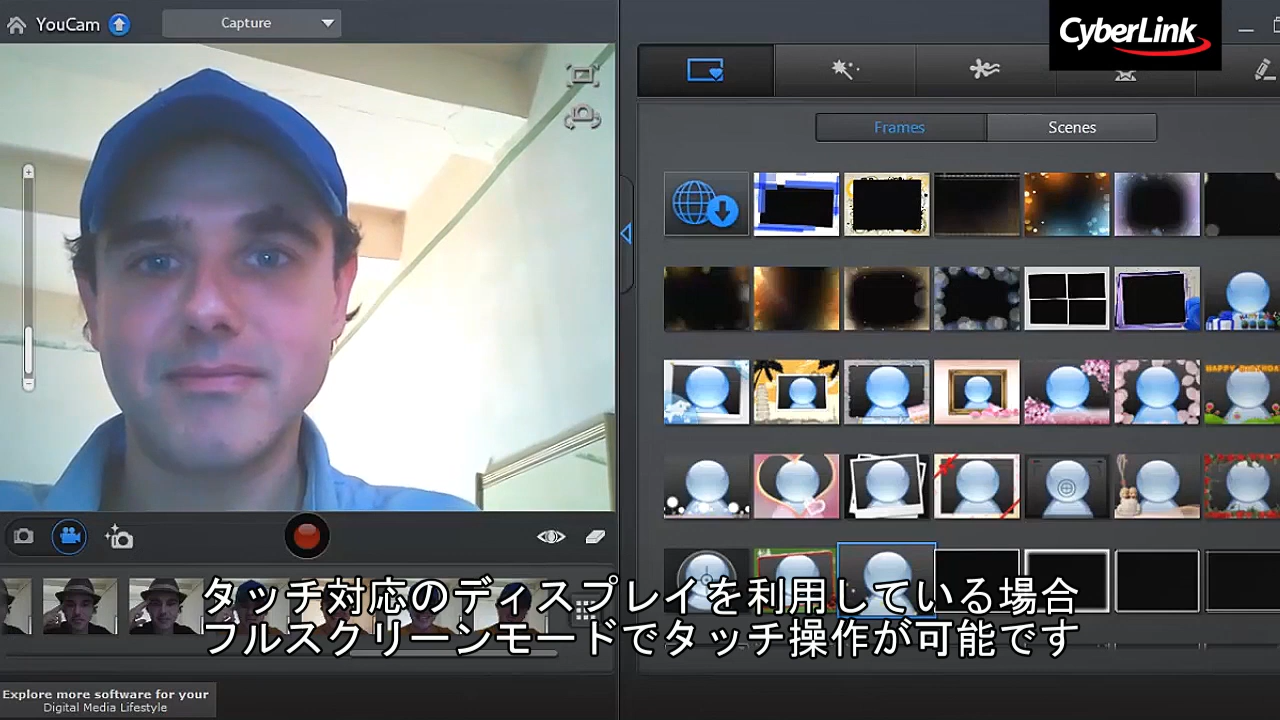 YouCam
Capture
CyberLink
Frames
Scenes
HAPPY BIRTHDA
タッチ対応のディスプレイを利用している場合
フルスクリーンモードでタッチ操作が可能です
Explore more software for your
Digital Media Lifestyle